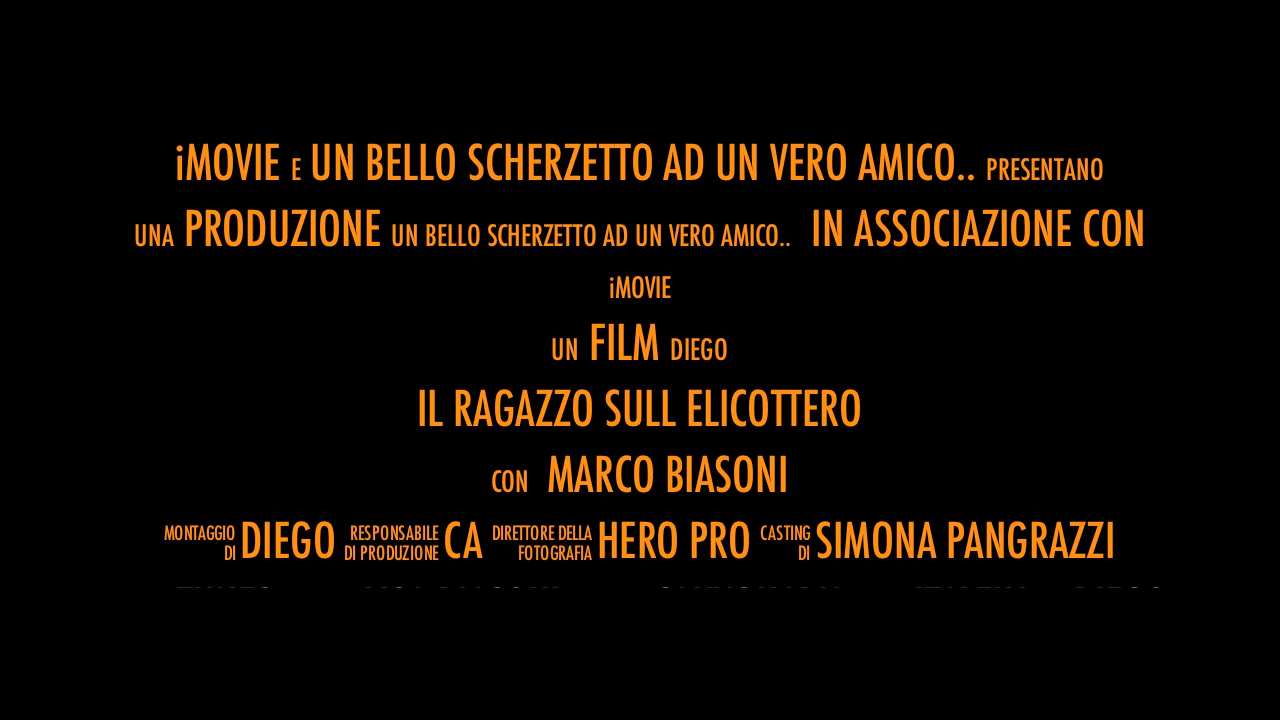 iMOVIE E UN BELLO SCHERZETTO AD UN VERO AMICO.. PRESENTANO
UNA PRODUZIONE UN BELLO SCHERZETTO AD UN VERO AMICO.. IN ASSOCIAZIONE CON
iMOVIE
UN FILM DIEGO
IL RAGAZZO SULL ELICOTTERO
CON MARCO BIASONI
MONTAGGIO DI DIEGO RESPONSABILE DI PRODUZIONE CA DIRETTORE DELLA FOTOGRAFIA HERO PRO CASTING DI SIMONA PANGRAZZI